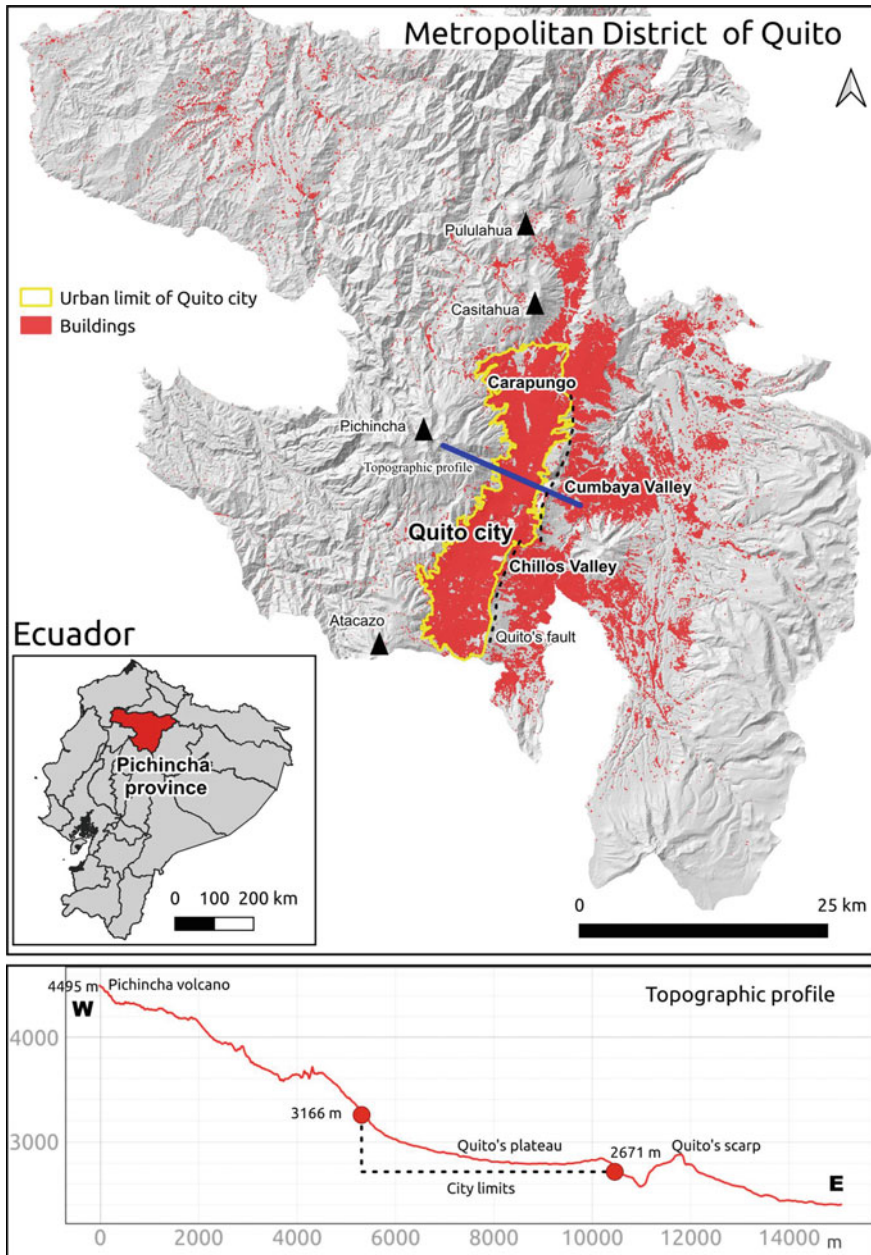 Metropolitan District of Quito
Pululahua
Urban limit of Quito city
Buildings
Casitahua
Carapungo
Pichincha
Topographic profile
Cumbaya Valley
Quito city
Chillos Valley
Atacazo
Quito's fault
Ecuador
Pichincha
province
0 100 200 km
0 25 km
4495 m Pichincha volcano
Topographic profile
W
4000
3166 m
Quito's plateau
2671 m
Quito's scarp
3000
City limits
E
0 2000 4000 6000 8000 10000 12000 14000 m